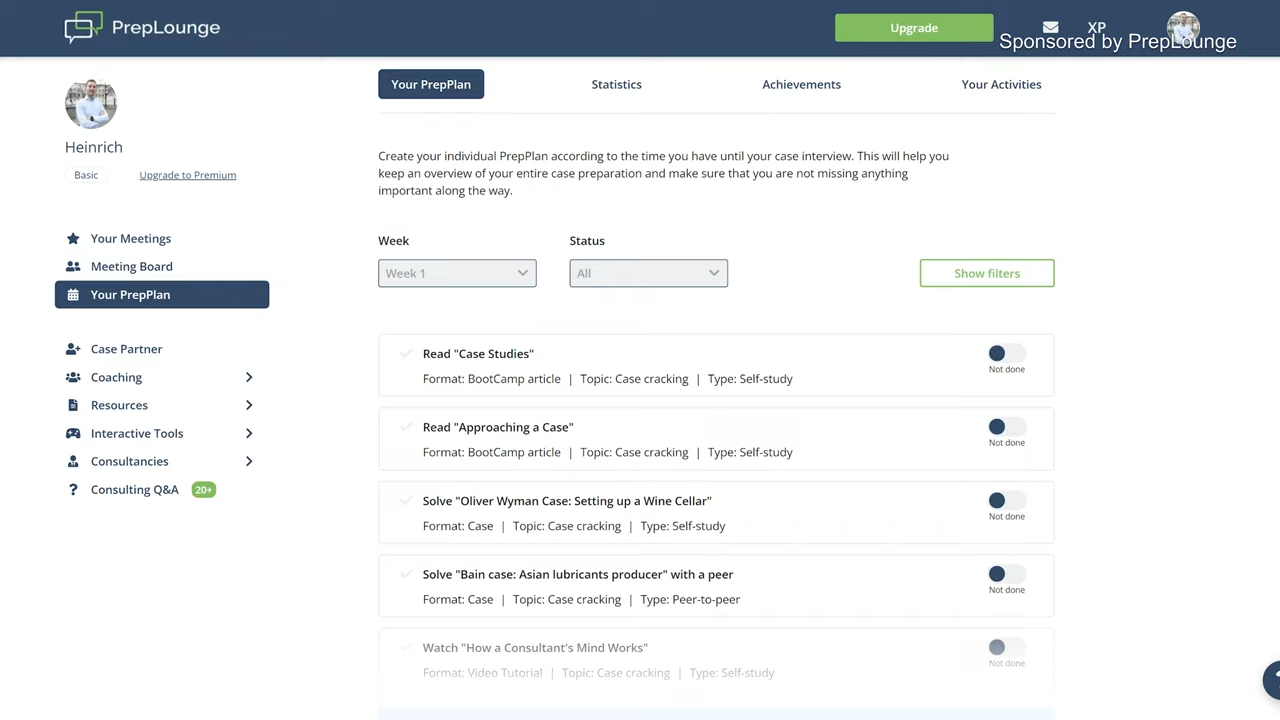 PrepLounge
Upgrade
XP
Sponsored by PrepLounge
Heinrich
Basic
Upgrade to Premium
Your Meetings
Meeting Board
Your PrepPlan
Case Partner
Coaching
Resources
Interactive Tools
Consultancies
Consulting Q&A
20+
Your PrepPlan
Statistics
Achievements
Your Activities
Create your individual PrepPlan according to the time you have until your case interview. This will help you
keep an overview of your entire case preparation and make sure that you are not missing anything
important along the way.
Week
Status
Week 1
All
Show filters
Read "Case Studies"
Format: BootCamp article | Topic: Case cracking | Type: Self-study
Not done
Read "Approaching a Case"
Format: BootCamp article | Topic: Case cracking | Type: Self-study
Not done
Solve "Oliver Wyman Case: Setting up a Wine Cellar"
Format: Case | Topic: Case cracking | Type: Self-study
Not done
Solve "Bain case: Asian lubricants producer" with a peer
Format: Case | Topic: Case cracking | Type: Peer-to-peer
Not done
Watch "How a Consultant's Mind Works"
Format: Video Tutorial | Topic: Case cracking | Type: Self-study
Not done